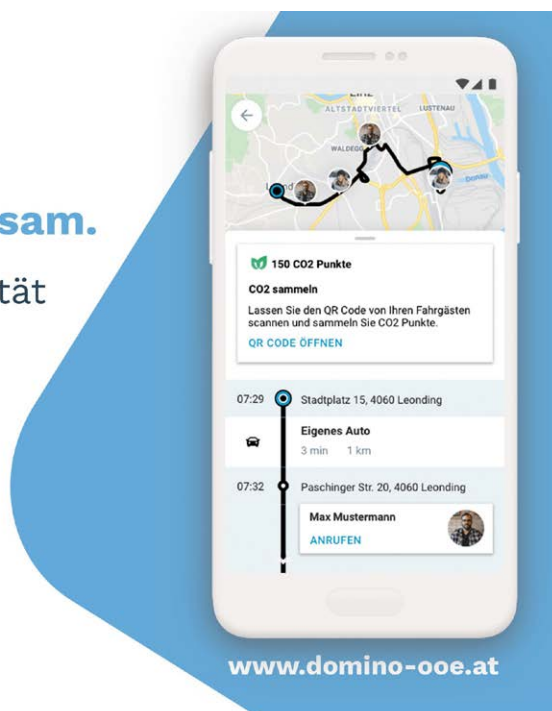 sam.
tät
ALTSTADTVIERTEL
LUSTENAU
WALDEGG
Donau
150 CO2 Punkte
CO2 sammeln
Lassen Sie den QR Code von Ihren Fahrgästen
scannen und sammeln Sie CO2 Punkte.
QR CODE ÖFFNEN
07:29 Stadtplatz 15, 4060 Leonding
Eigenes Auto
3 min 1 km
07:32 Paschinger Str. 20, 4060 Leonding
Max Mustermann
ANRUFEN
www.domino-ooe.at